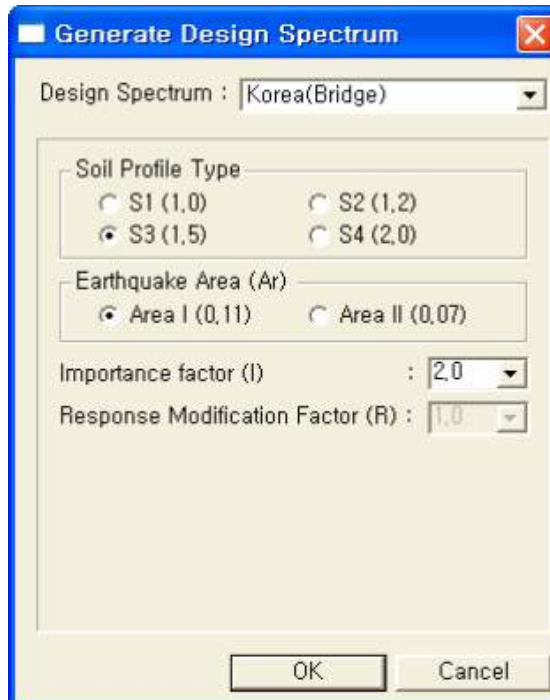 Generate Design Spectrum
Design Spectrum : Korea(Bridge)
Soil Profile Type
S1 (1,0) S2 (1,2)
S3 (1,5) S4 (2,0)
Earthquake Area (Ar)
Area I (0,11) Area II (0,07)
Importance factor (I) : 2,0
Response Modification Factor (R) : 1,0
OK Cancel